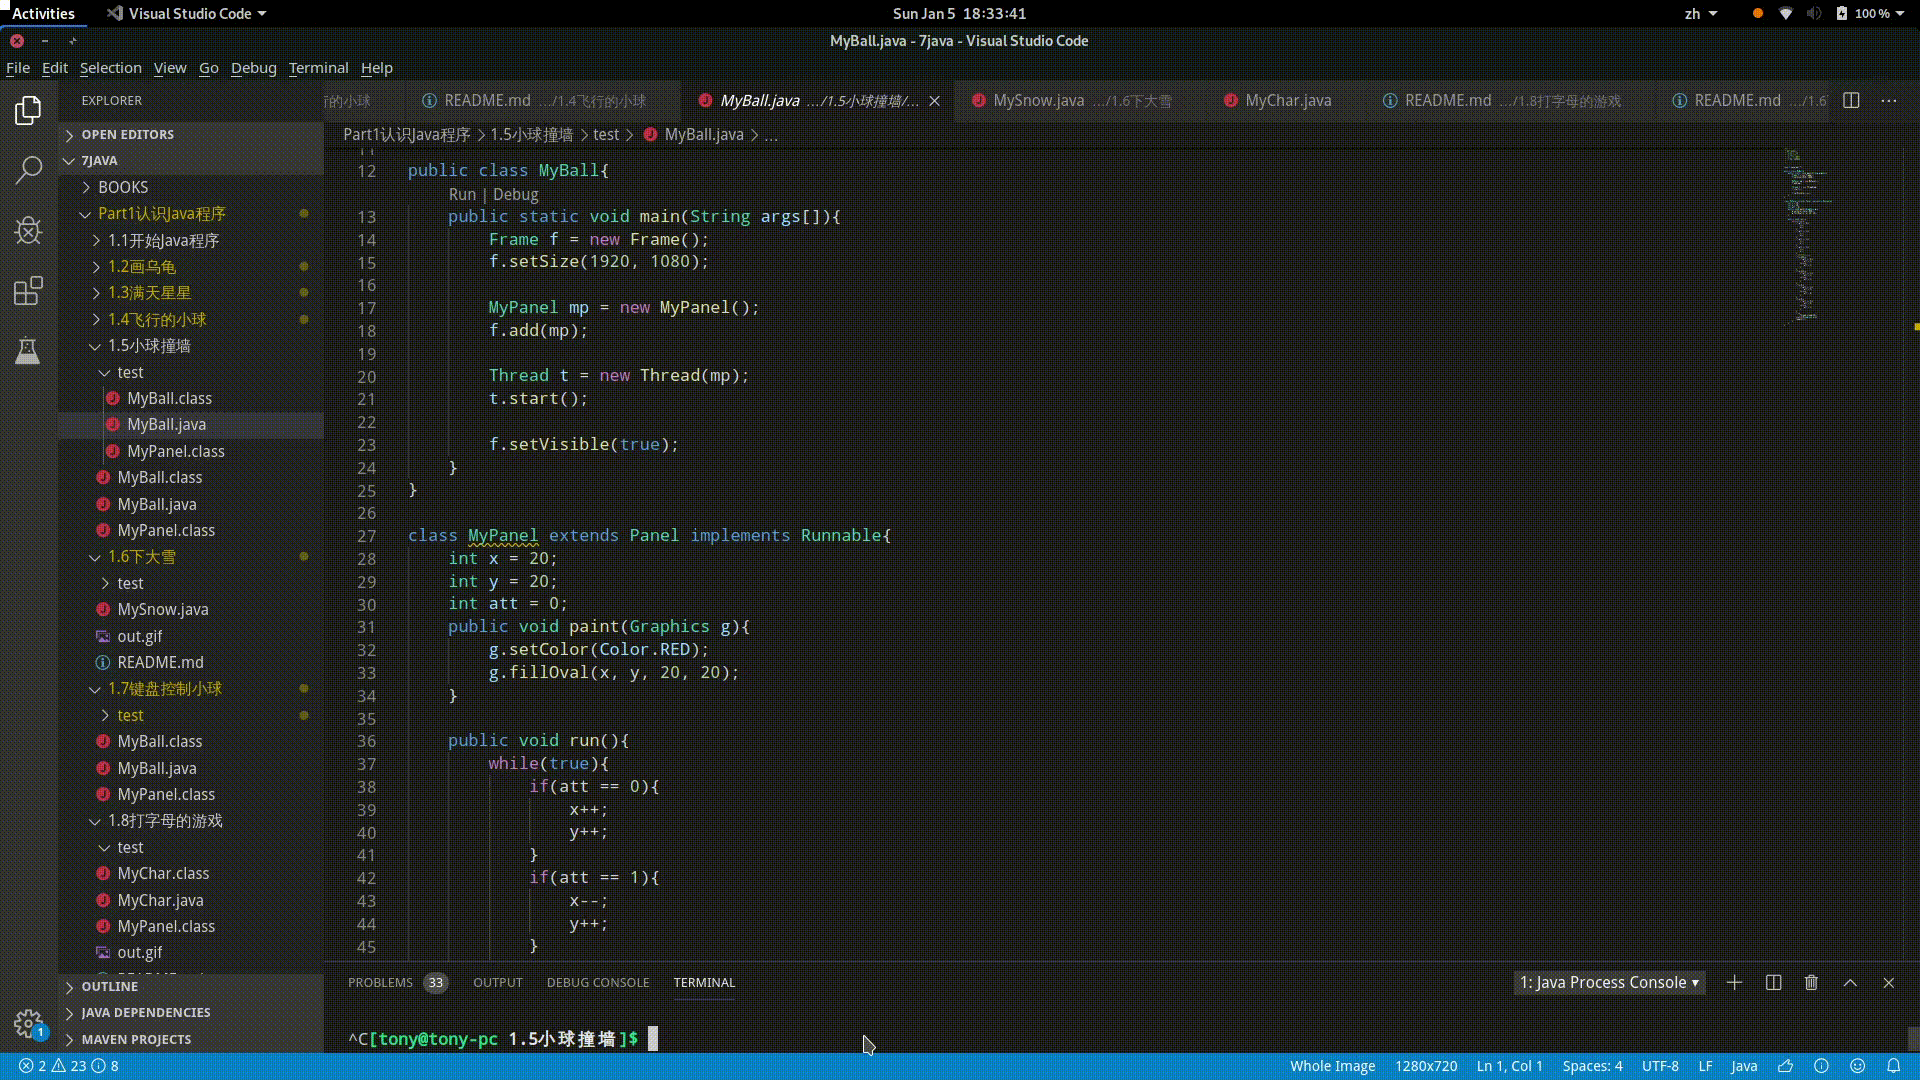 Activities
Visual Studio Code
Sun Jan 5 18:33:41
zh
100 %
MyBall.java - 7java - Visual Studio Code
File Edit Selection View Go Debug Terminal Help
EXPLORER
的小球
README.md .../1.4飞行的小球
MyBall.java .../1.5小球撞墙/...
MySnow.java .../1.6下大雪
MyChar.java
README.md .../1.8打字母的游戏
README.md .../1.6
OPEN EDITORS
7JAVA
BOOKS
Part1认识Java程序
1.1开始Java程序
1.2画乌龟
1.3满天星星
1.4飞行的小球
1.5小球撞墙
test
MyBall.class
MyBall.java
MyPanel.class
MyBall.class
MyBall.java
MyPanel.class
1.6下大雪
test
MySnow.java
out.gif
README.md
1.7键盘控制小球
test
MyBall.class
MyBall.java
MyPanel.class
1.8打字母的游戏
test
MyChar.class
MyChar.java
MyPanel.class
out.gif
OUTLINE
JAVA DEPENDENCIES
MAVEN PROJECTS
1
Part1认识Java程序 > 1.5小球撞墙 > test > MyBall.java > ...
11
12 public class MyBall{
Run | Debug
13 public static void main(String args[]){
14 Frame f = new Frame();
15 f.setSize(1920, 1080);
16
17 MyPanel mp = new MyPanel();
18 f.add(mp);
19
20 Thread t = new Thread(mp);
21 t.start();
22
23 f.setVisible(true);
24 }
25 }
26
27 class MyPanel extends Panel implements Runnable{
28 int x = 20;
29 int y = 20;
30 int att = 0;
31 public void paint(Graphics g){
32 g.setColor(Color.RED);
33 g.fillOval(x, y, 20, 20);
34 }
35
36 public void run(){
37 while(true){
38 if(att == 0){
39 x++;
40 y++;
41 }
42 if(att == 1){
43 x--;
44 y++;
45 }
PROBLEMS 33 OUTPUT DEBUG CONSOLE TERMINAL
1: Java Process Console
^C[tony@tony-pc 1.5小球撞墙]$
2 23 8
Whole Image 1280x720 Ln 1, Col 1 Spaces: 4 UTF-8 LF Java